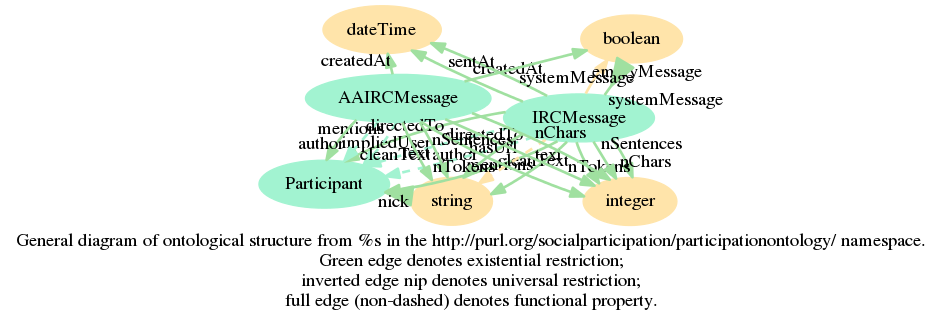 dateTime
boolean
createdAt
sentAt
createdAt
systemMessage
emptyMessage
AAIRCMessage
systemMessage
IRCMessage
mentions
directedTo
directedTo
nChars
author
impliedUser
nSentences
hasUrl
nSentences
cleanText
Text
author
cleanText
text
nChars
nTokens
mentions
nTokens
Participant
nick
string
integer
General diagram of ontological structure from %s in the http://purl.org/socialparticipation/participationontology/ namespace.
Green edge denotes existential restriction;
inverted edge nip denotes universal restriction;
full edge (non-dashed) denotes functional property.